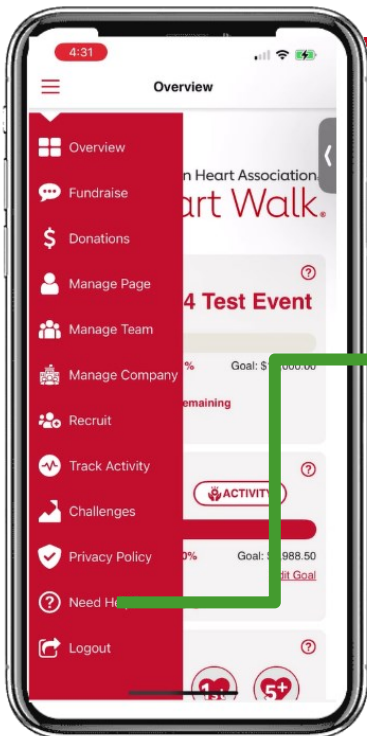 4:31
Overview
Overview
Fundraise
n Heart Association
art Walk
Donations
Manage Page
4 Test Event
Manage Team
Manage Company
%
Goal:
emaining
Recruit
Track Activity
ACTIVITY
Challenges
Privacy Policy
0%
Goal:
988.50
dit Goal
Need
Logout
5+